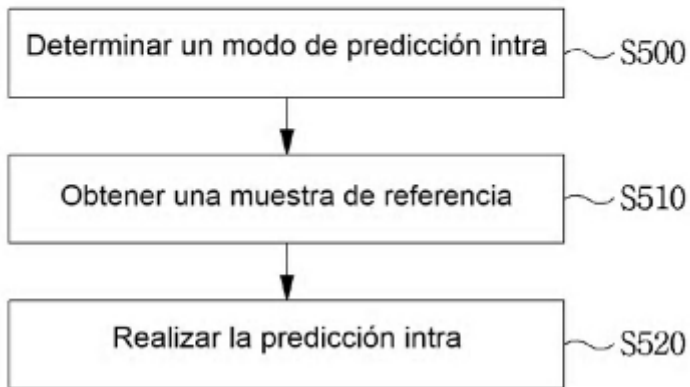 Determinar un modo de predicción intra S500
Obtener una muestra de referencia S510
Realizar la predicción intra S520